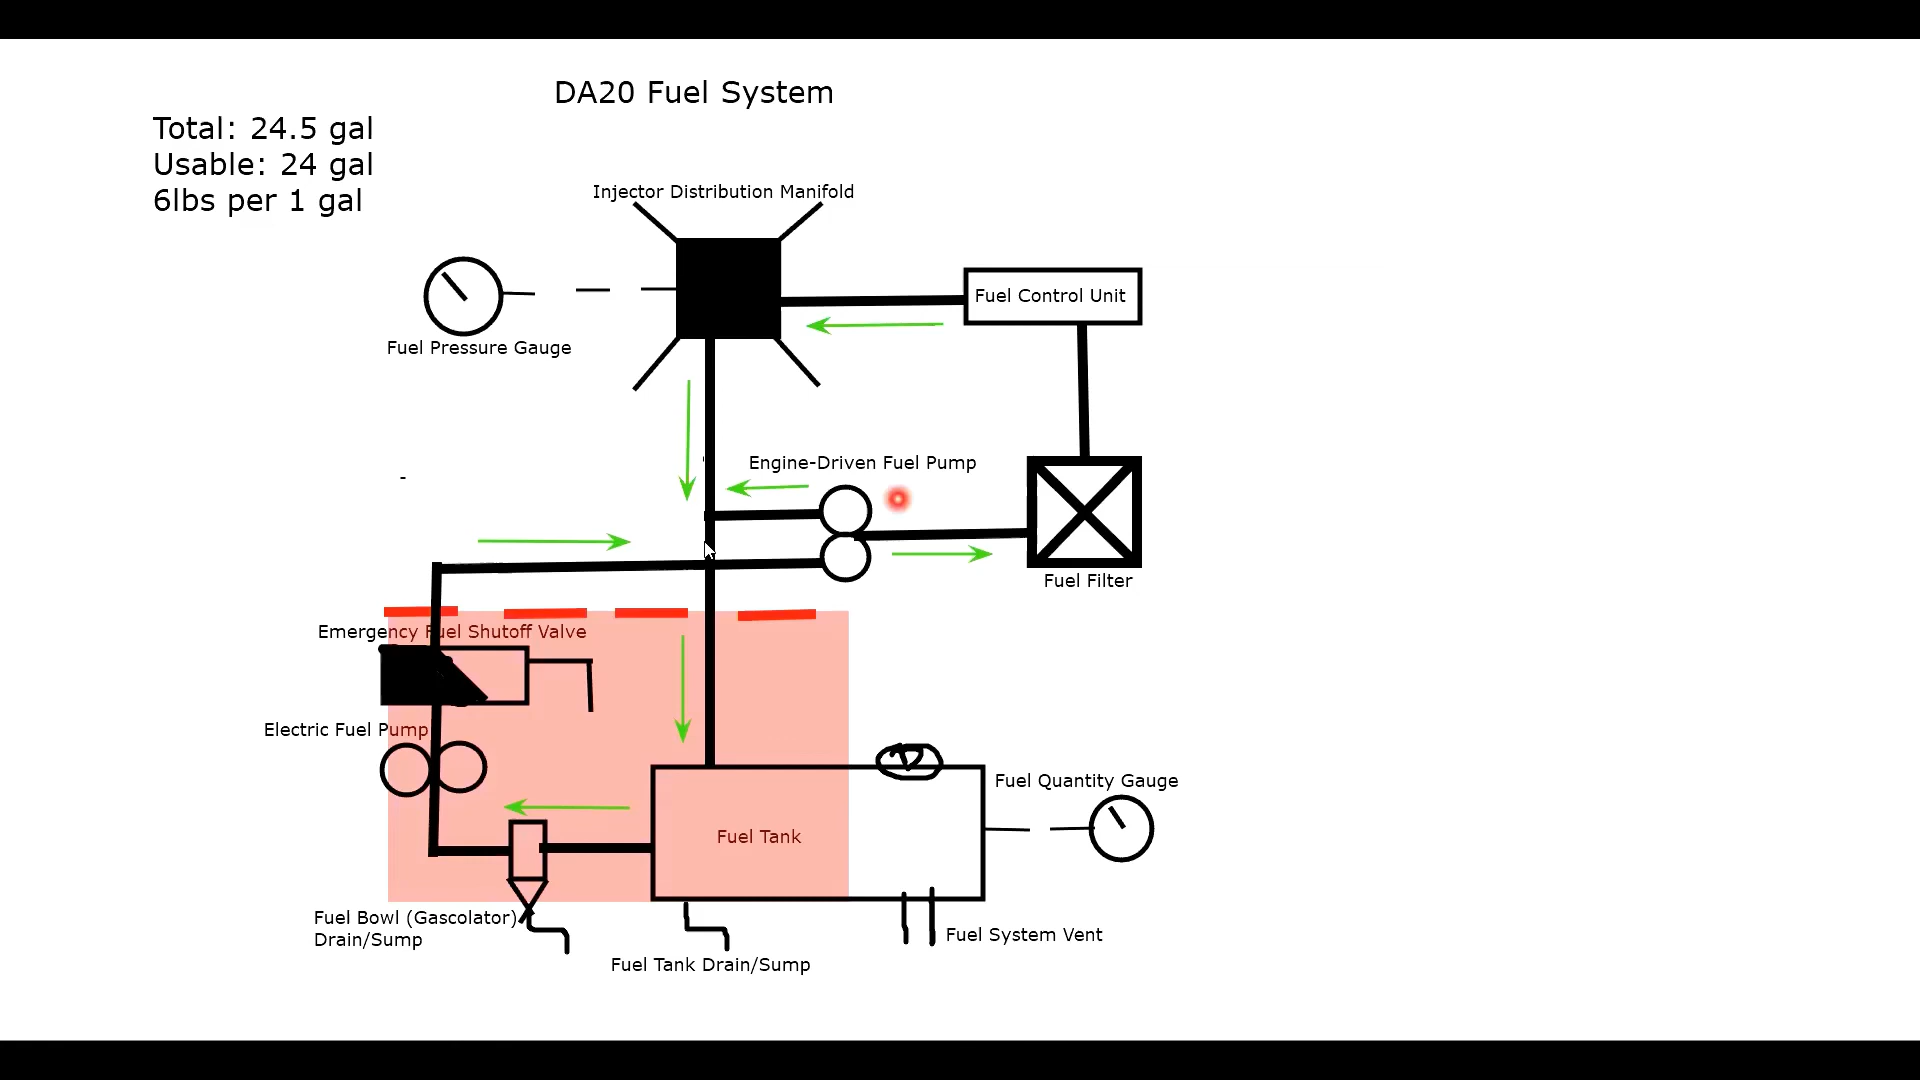 DA20 Fuel System
Total: 24.5 gal
Usable: 24 gal
6lbs per 1 gal
Injector Distribution Manifold
Fuel Control Unit
Fuel Pressure Gauge
Engine-Driven Fuel Pump
Fuel Filter
Emergency Fuel Shutoff Valve
Electric Fuel Pump
Fuel Quantity Gauge
Fuel Tank
Fuel Bowl (Gascolator)
Drain/Sump
Fuel System Vent
Fuel Tank Drain/Sump